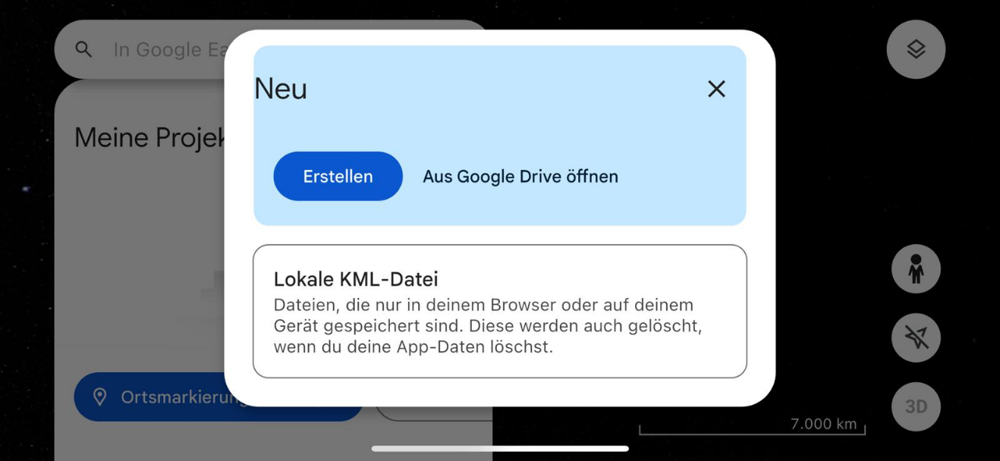 In Google Ea
Neu
Meine Projek
Erstellen
Aus Google Drive öffnen
Lokale KML-Datei
Dateien, die nur in deinem Browser oder auf deinem
Gerät gespeichert sind. Diese werden auch gelöscht,
wenn du deine App-Daten löschst.
Ortsmarkierung
7.000 km
3D